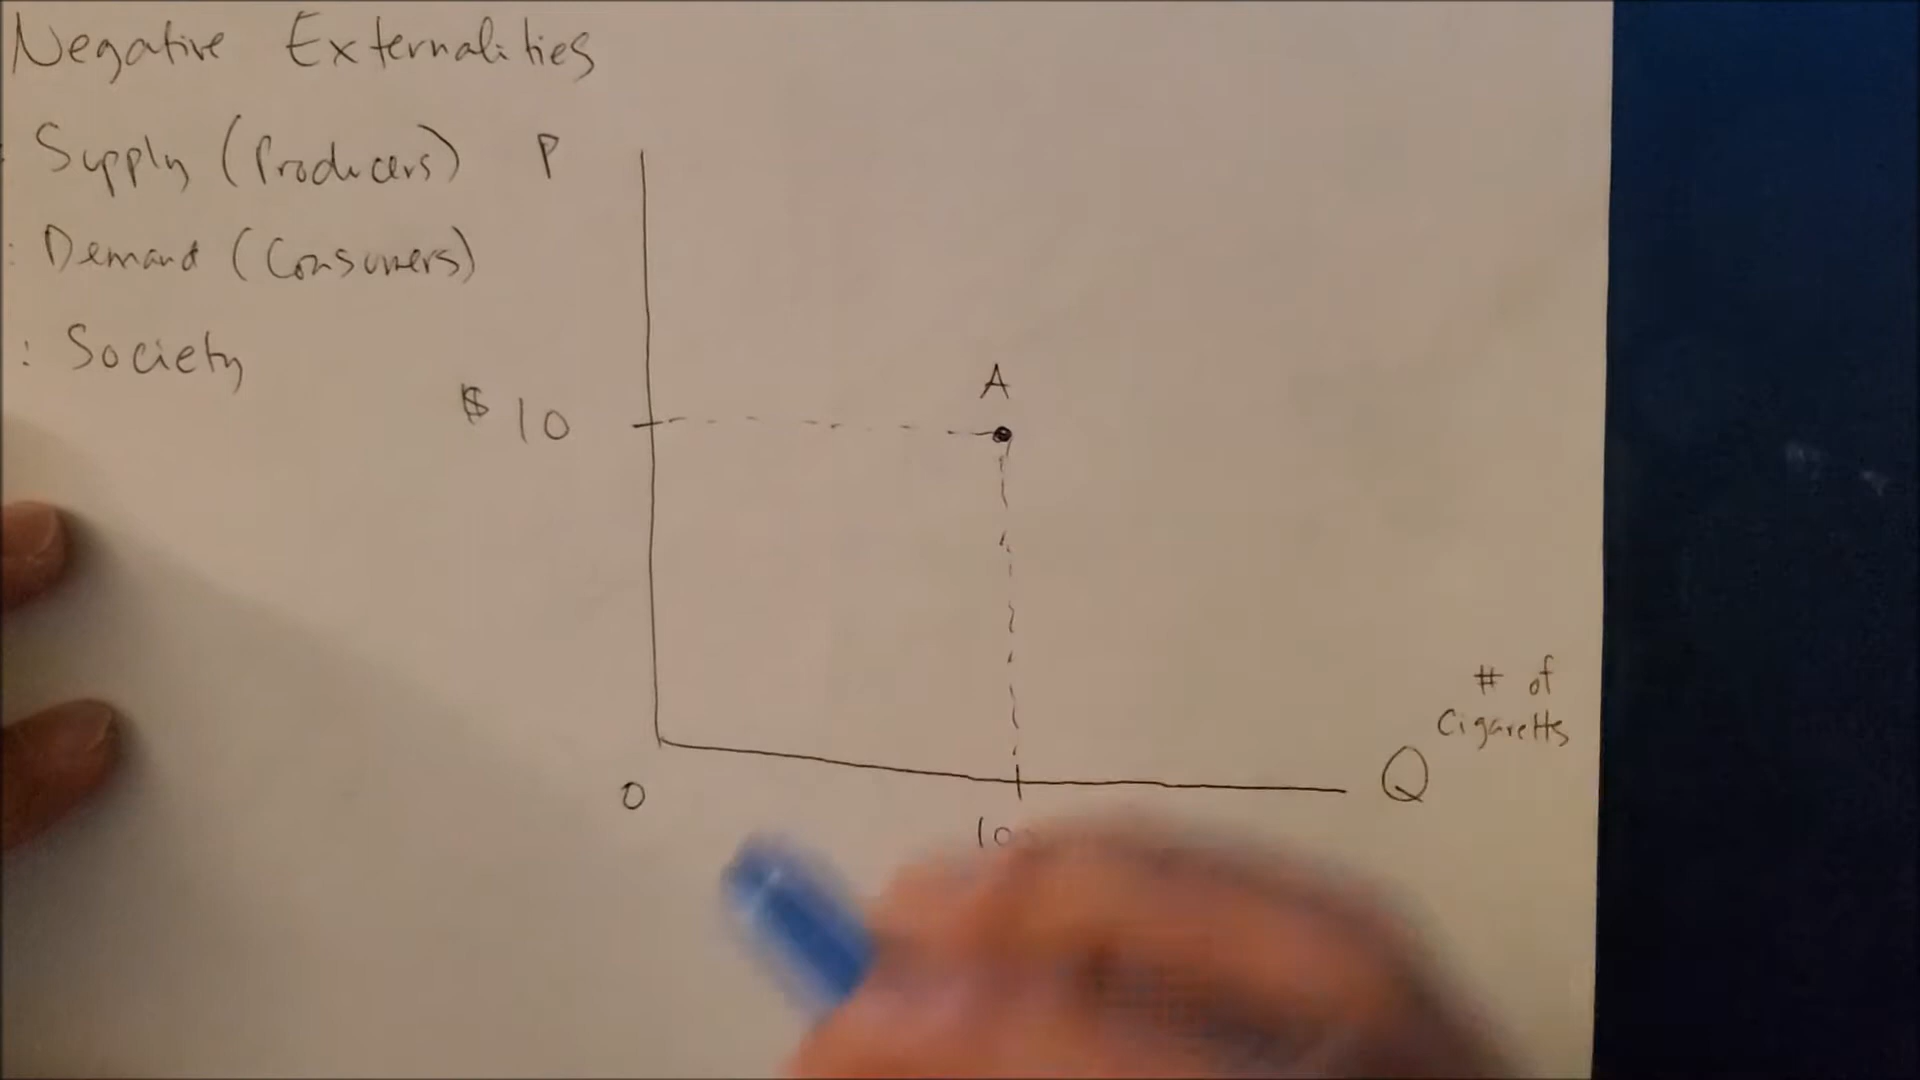 Negative Externalities
Supply (Producers)
: Demand (Consumers)
: Society
P
$10
A
# of
Cigaretts
Q
0